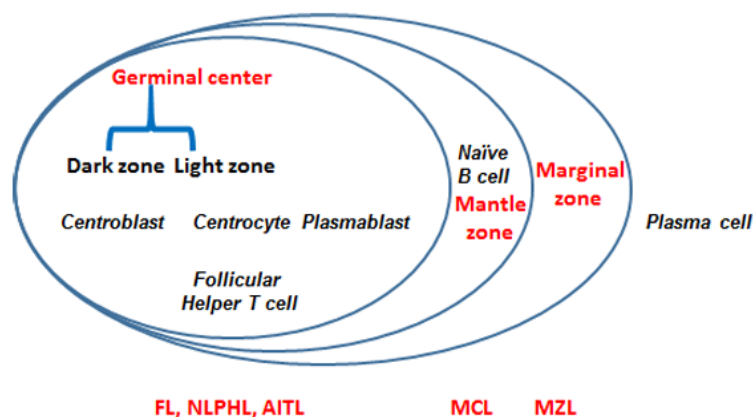 Germinal center
Dark zone Light zone
Naïve
B cell
Mantle
zone
Marginal
zone
Centroblast Centrocyte Plasmablast
Plasma cell
Follicular
Helper T cell
FL, NLPHL, AITL MCL MZL